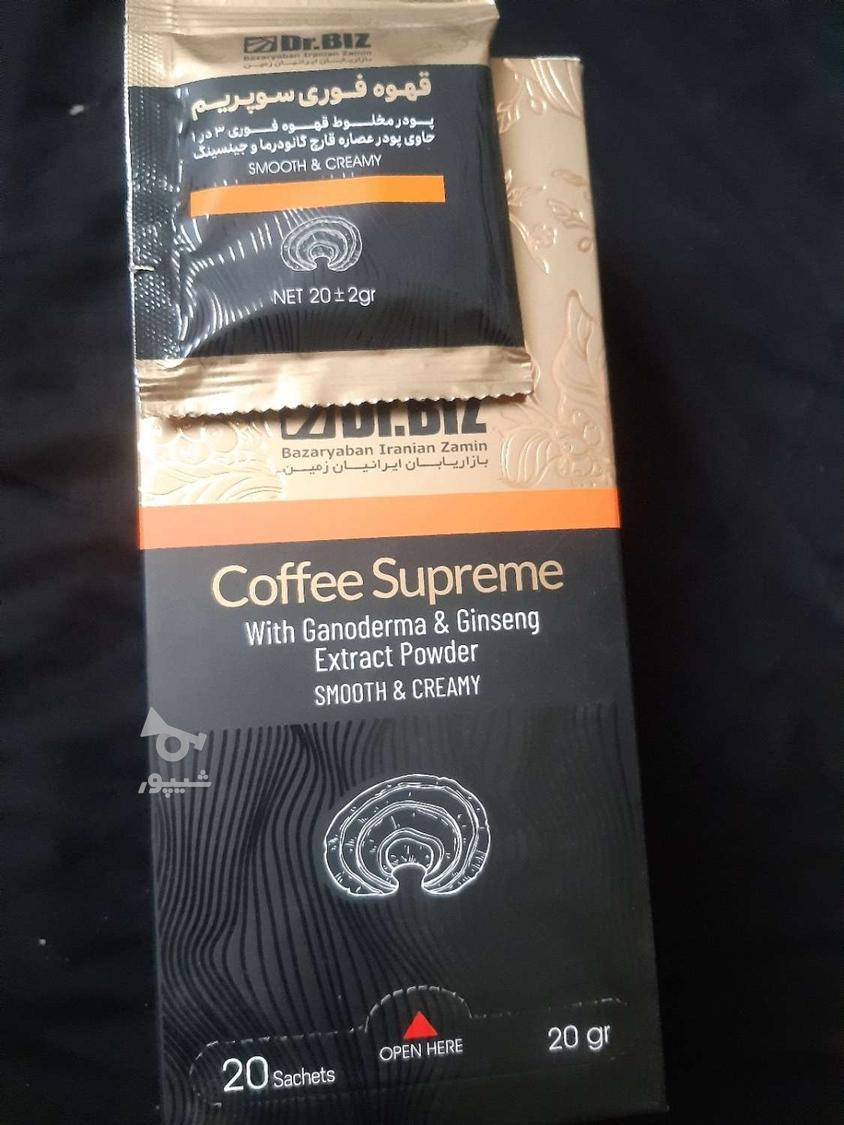 Dr.BIZ
Bazaryaban Iranian Zamin
بازاریابان ایرانیان زمین
قهوه فوری سوپریم
پودر مخلوط قهوه فوری ۳ در ۱
حاوی پودر عصاره قارچ گانودرما و جینسینگ
SMOOTH & CREAMY
NET 20±2gr
Dr.BIZ
Bazaryaban Iranian Zamin
بازاریابان ایرانیان زمین
Coffee Supreme
With Ganoderma & Ginseng
Extract Powder
SMOOTH & CREAMY
شیپور
OPEN HERE
20 Sachets
20 gr